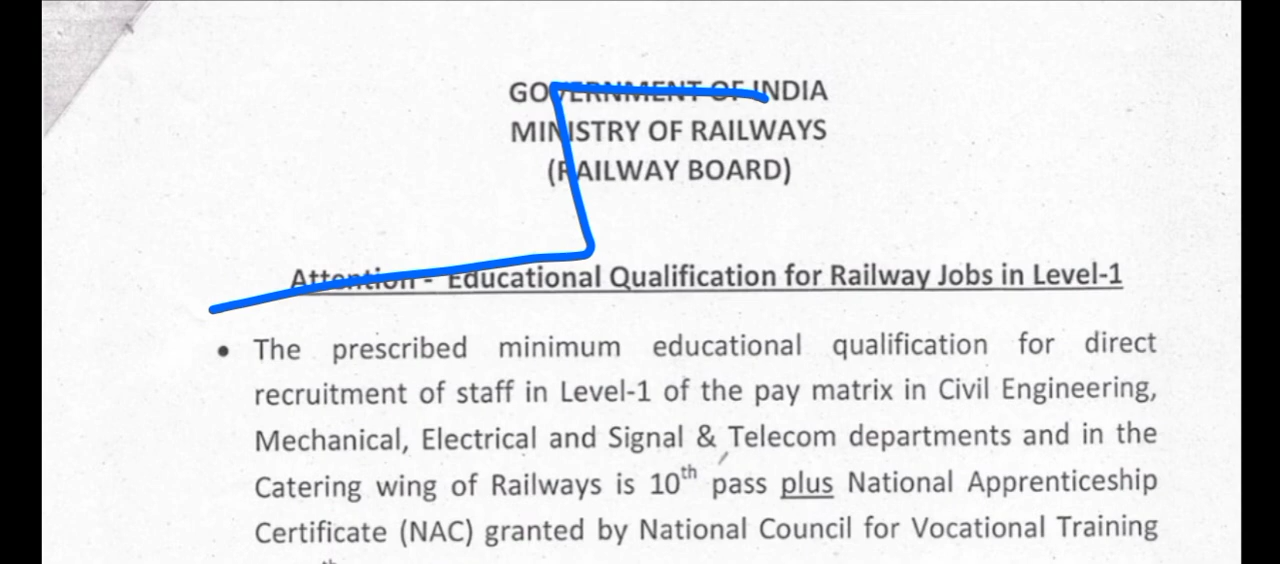 GOVERNMENT OF INDIA
MINISTRY OF RAILWAYS
(RAILWAY BOARD)
Attention - Educational Qualification for Railway Jobs in Level-1
• The prescribed minimum educational qualification for direct
recruitment of staff in Level-1 of the pay matrix in Civil Engineering,
Mechanical, Electrical and Signal & Telecom departments and in the
Catering wing of Railways is 10th pass plus National Apprenticeship
Certificate (NAC) granted by National Council for Vocational Training